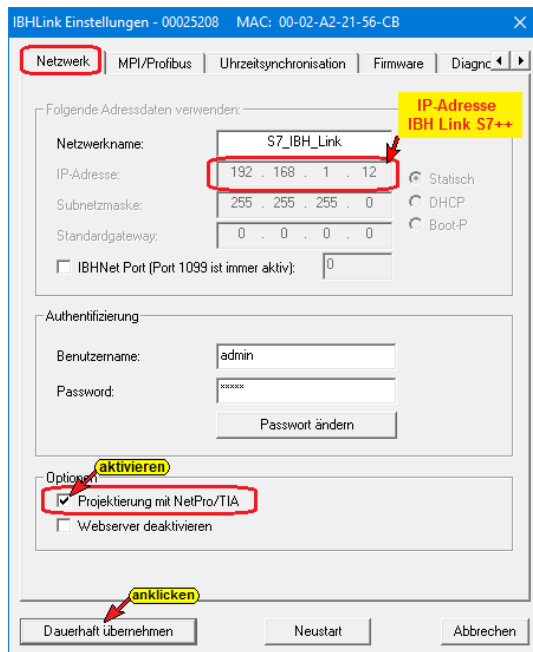 IBHLink Einstellungen - 00025208 MAC: 00-02-A2-21-56-CB
Netzwerk MPI/Profibus Uhrzeitsynchronisation Firmware Diagnc
Folgende Adressdaten verwenden:
IP-Adresse
IBH Link S7++
Netzwerkname: S7_IBH_Link
IP-Adresse: 192 . 168 . 1 . 12
Statisch
Subnetzmaske: 255 . 255 . 255 . 0
DHCP
Standardgateway: 0 . 0 . 0 . 0
Boot-P
IBHNet Port (Port 1099 ist immer aktiv): 0
Authentifizierung
Benutzername: admin
Password: xxxxx
Passwort ändern
aktivieren
Optionen
Projektierung mit NetPro/TIA
Webserver deaktivieren
anklicken
Dauerhaft übernehmen Neustart Abbrechen